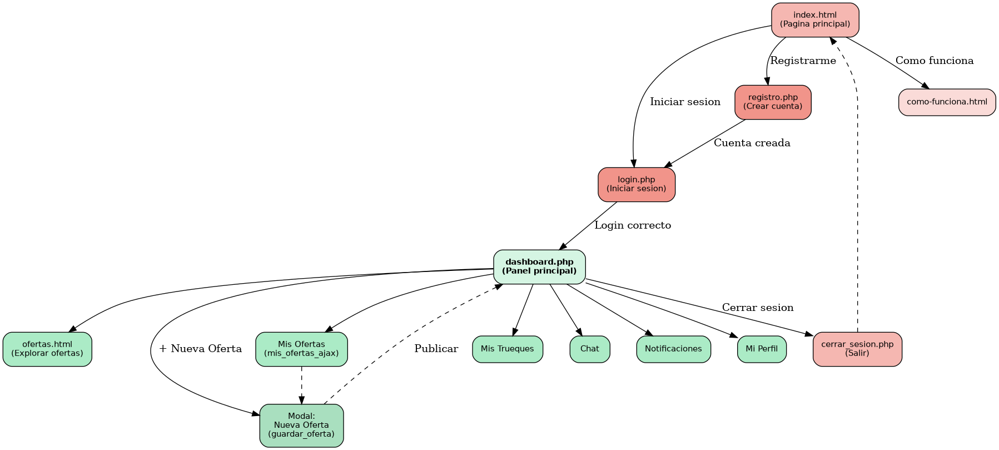 index.html
(Pagina principal)
Registrarme
Como funciona
Iniciar sesion
registro.php
(Crear cuenta)
como-funciona.html
Cuenta creada
login.php
(Iniciar sesion)
Login correcto
dashboard.php
(Panel principal)
Cerrar sesion
ofertas.html
(Explorar ofertas)
+ Nueva Oferta
Mis Ofertas
(mis_ofertas_ajax)
Publicar
Mis Trueques
Chat
Notificaciones
Mi Perfil
cerrar_sesion.php
(Salir)
Modal:
Nueva Oferta
(guardar_oferta)